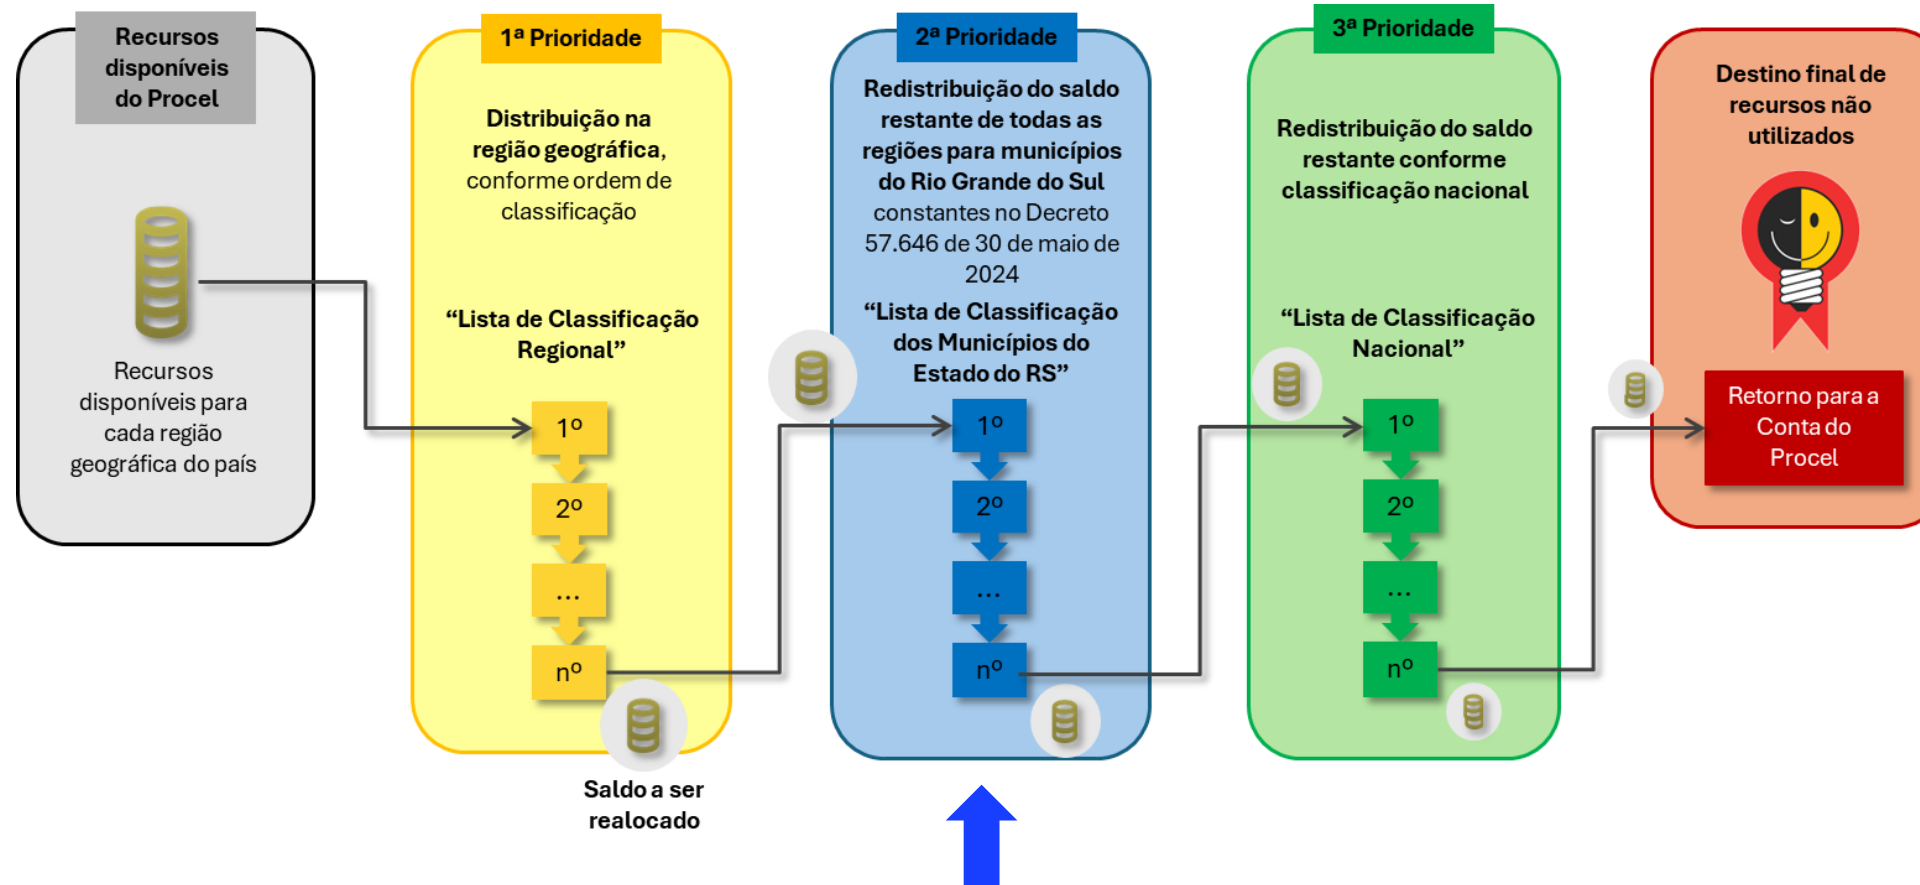 Recursos
disponíveis
do Procel
Recursos
disponíveis para
cada região
geográfica do país
1ª Prioridade
Distribuição na
região geográfica,
conforme ordem de
classificação
“Lista de Classificação
Regional”
1º
2º
...
nº
Saldo a ser
realocado
2ª Prioridade
Redistribuição do saldo
restante de todas as
regiões para municípios
do Rio Grande do Sul
constantes no Decreto
57.646 de 30 de maio de
2024
“Lista de Classificação
dos Municípios do
Estado do RS”
1º
2º
...
nº
3ª Prioridade
Redistribuição do saldo
restante conforme
classificação nacional
“Lista de Classificação
Nacional”
1º
2º
...
nº
Destino final de
recursos não
utilizados
Retorno para a
Conta do
Procel